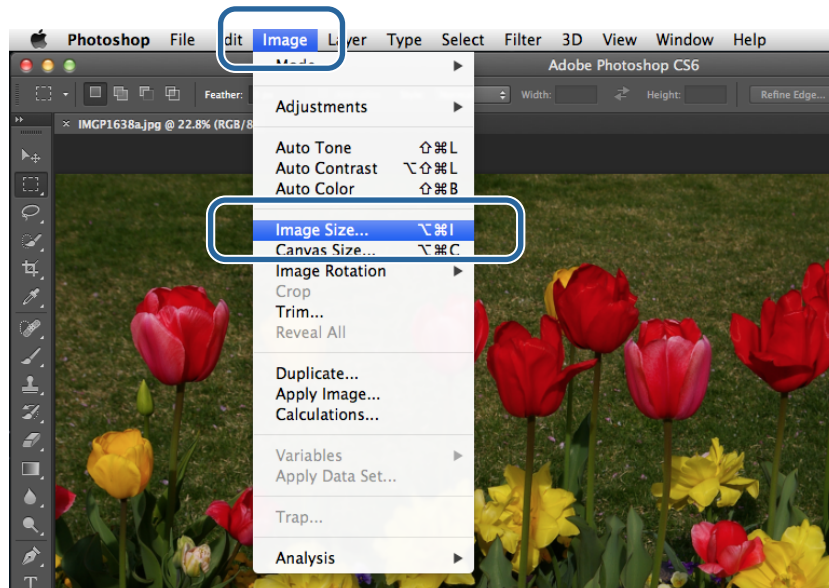 Photoshop File Edit Image Layer Type Select Filter 3D View Window Help
Adobe Photoshop CS6
Feather: Width: Height: Refine Edge...
× IMGP1638a.jpg @ 22.8% (RGB/8
Mode
Adjustments
Auto Tone ⇧⌘L
Auto Contrast ⌥⇧⌘L
Auto Color ⇧⌘B
Image Size... ⌥⌘I
Canvas Size... ⌥⌘C
Image Rotation
Crop
Trim...
Reveal All
Duplicate...
Apply Image...
Calculations...
Variables
Apply Data Set...
Trap...
Analysis